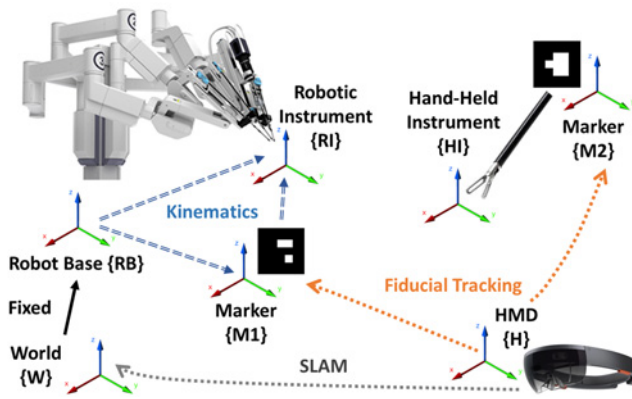 Robotic
Instrument
{RI}
Hand-Held
Instrument
{HI}
Marker
{M2}
Kinematics
Robot Base {RB}
Marker
{M1}
Fiducial Tracking
HMD
{H}
Fixed
World
{W}
SLAM
z
x
y
z
x
y
z
x
y
z
x
y
z
x
y
z
x
y
z
x
y